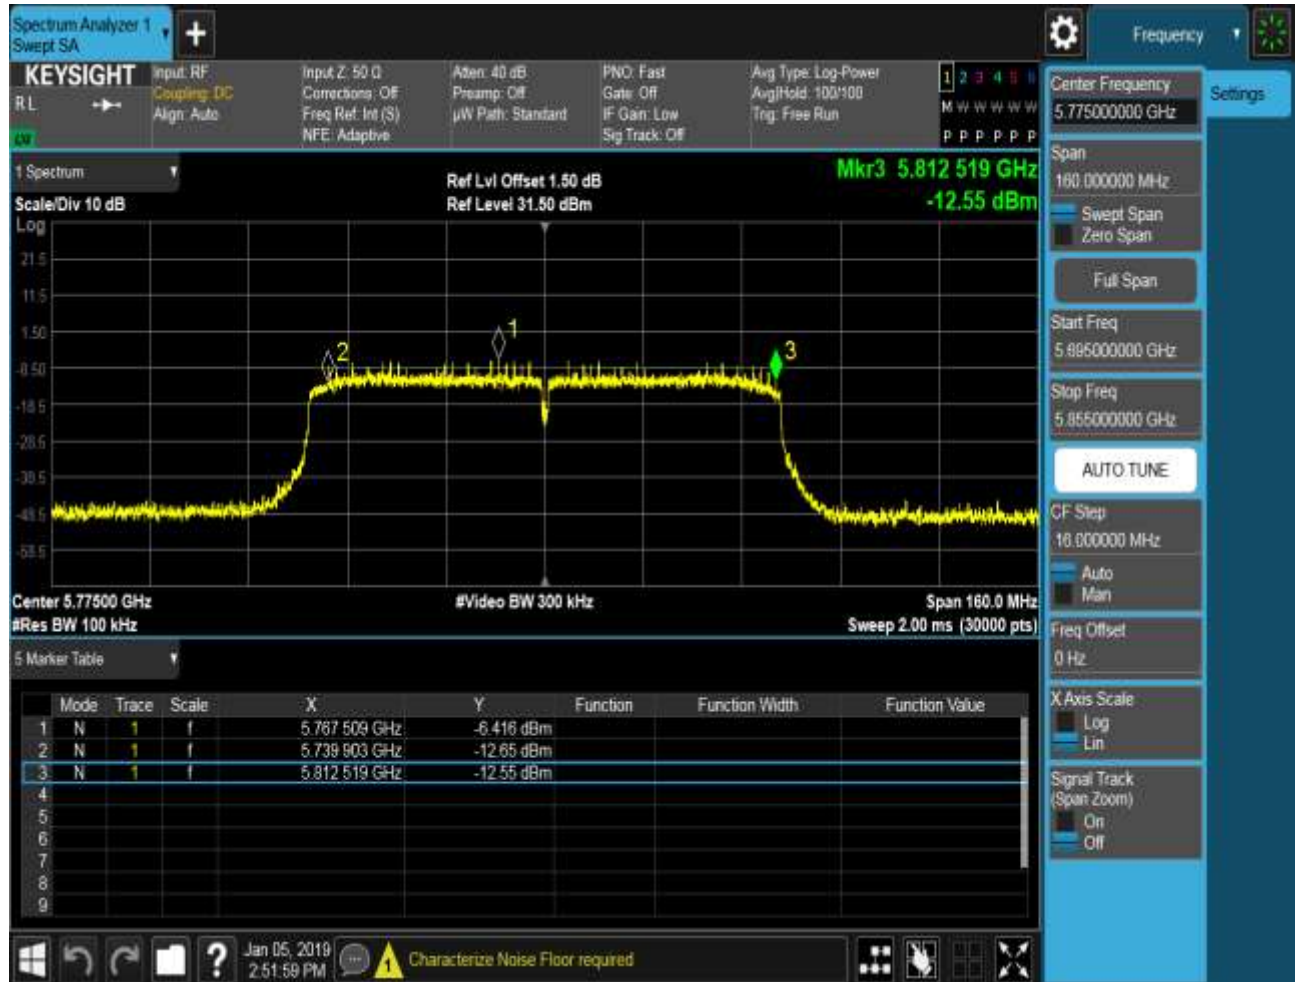 Spectrum Analyzer 1
Swept SA
Frequency
KEYSIGHT
RL
Input: RF
Coupling: DC
Align: Auto
Input Z: 50 Ω
Corrections: Off
Freq Ref: Int (S)
NFE: Adaptive
Atten: 40 dB
Preamp: Off
µW Path: Standard
PNO: Fast
Gate: Off
IF Gain: Low
Sig Track: Off
Avg Type: Log-Power
Avg|Hold: 100/100
Trig: Free Run
1 2 3 4 5 6
M W W W W W
P P P P P P
1 Spectrum
Scale/Div 10 dB
Ref Lvl Offset 1.50 dB
Ref Level 31.50 dBm
Mkr3 5.812 519 GHz
-12.55 dBm
Log
21.5
11.5
1.50
-8.50
-18.5
-28.5
-38.5
-48.5
-58.5
1
2
3
Center 5.77500 GHz
#Res BW 100 kHz
#Video BW 300 kHz
Span 160.0 MHz
Sweep 2.00 ms (30000 pts)
5 Marker Table
Mode Trace Scale X Y Function Function Width Function Value
1 N 1 f 5.767 509 GHz -6.416 dBm
2 N 1 f 5.739 903 GHz -12.65 dBm
3 N 1 f 5.812 519 GHz -12.55 dBm
4
5
6
7
8
9
Center Frequency
5.775000000 GHz
Settings
Span
160.000000 MHz
Swept Span
Zero Span
Full Span
Start Freq
5.695000000 GHz
Stop Freq
5.855000000 GHz
AUTO TUNE
CF Step
16.000000 MHz
Auto
Man
Freq Offset
0 Hz
X Axis Scale
Log
Lin
Signal Track
(Span Zoom)
On
Off
?
Jan 05, 2019
2:51:59 PM
1
Characterize Noise Floor required